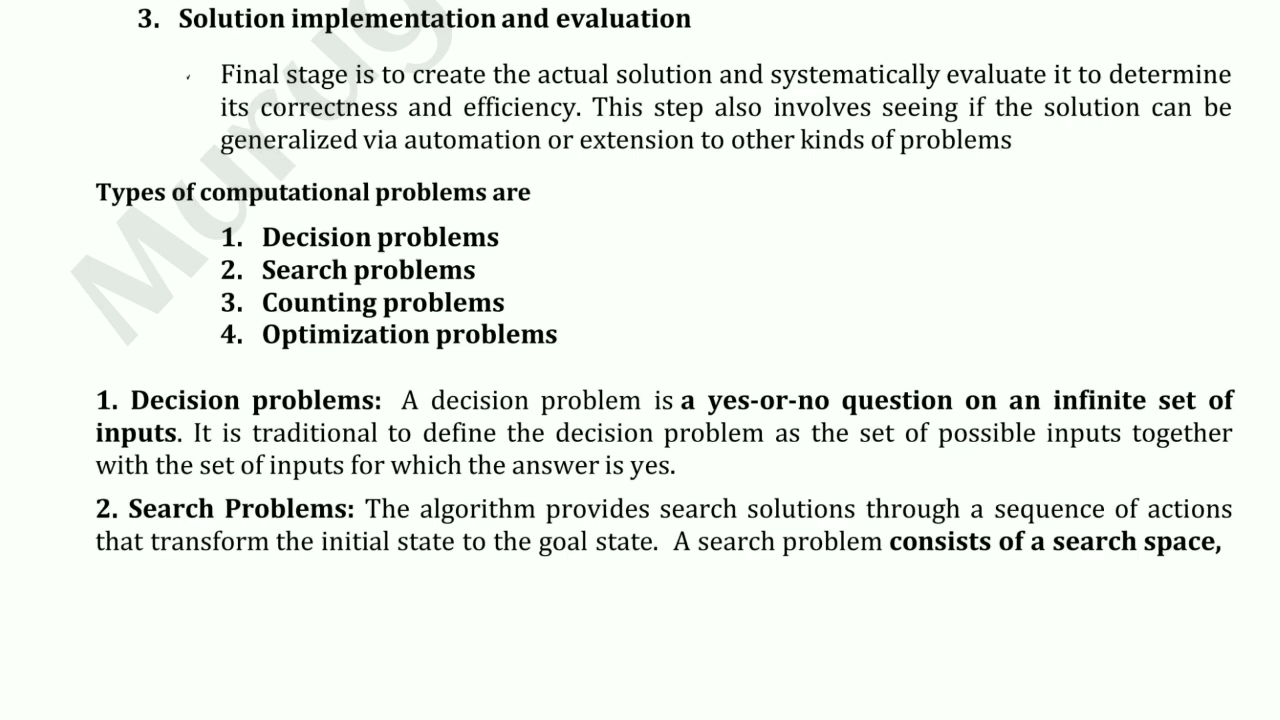 3. Solution implementation and evaluation
Final stage is to create the actual solution and systematically evaluate it to determine
its correctness and efficiency. This step also involves seeing if the solution can be
generalized via automation or extension to other kinds of problems
Types of computational problems are
1. Decision problems
2. Search problems
3. Counting problems
4. Optimization problems
1. Decision problems: A decision problem is a yes-or-no question on an infinite set of
inputs. It is traditional to define the decision problem as the set of possible inputs together
with the set of inputs for which the answer is yes.
2. Search Problems: The algorithm provides search solutions through a sequence of actions
that transform the initial state to the goal state. A search problem consists of a search space,